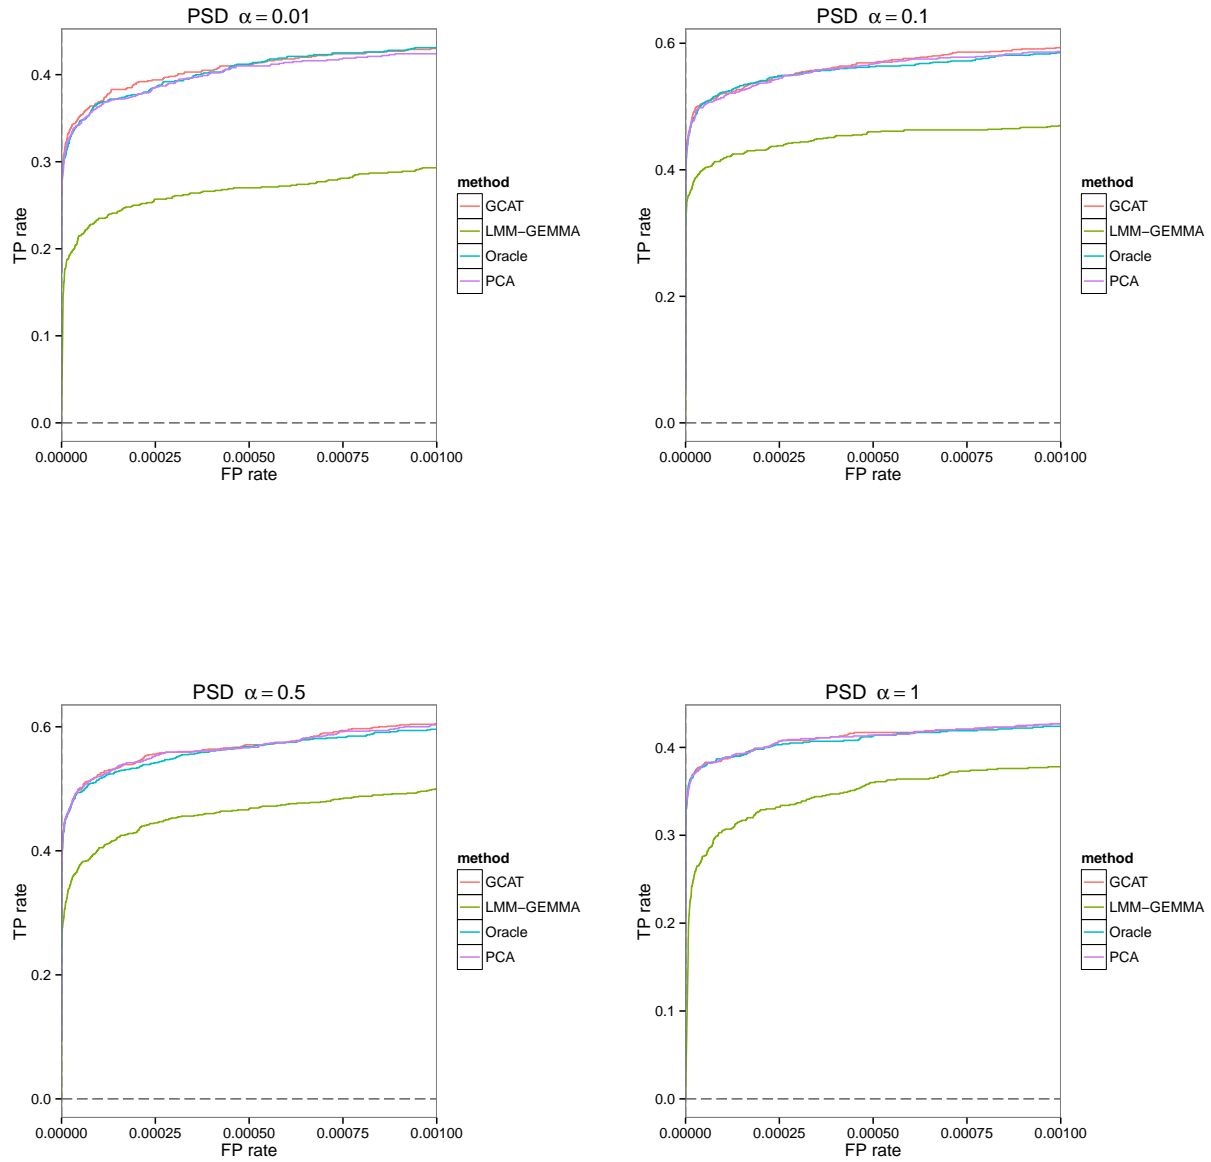 PSD α = 0.01
TP rate
0.4
0.3
0.2
0.1
0.0
0.00000 0.00025 0.00050 0.00075 0.00100
FP rate
method
GCAT
LMM−GEMMA
Oracle
PCA
PSD α = 0.1
TP rate
0.6
0.4
0.2
0.0
0.00000 0.00025 0.00050 0.00075 0.00100
FP rate
method
GCAT
LMM−GEMMA
Oracle
PCA
PSD α = 0.5
TP rate
0.6
0.4
0.2
0.0
0.00000 0.00025 0.00050 0.00075 0.00100
FP rate
method
GCAT
LMM−GEMMA
Oracle
PCA
PSD α = 1
TP rate
0.4
0.3
0.2
0.1
0.0
0.00000 0.00025 0.00050 0.00075 0.00100
FP rate
method
GCAT
LMM−GEMMA
Oracle
PCA